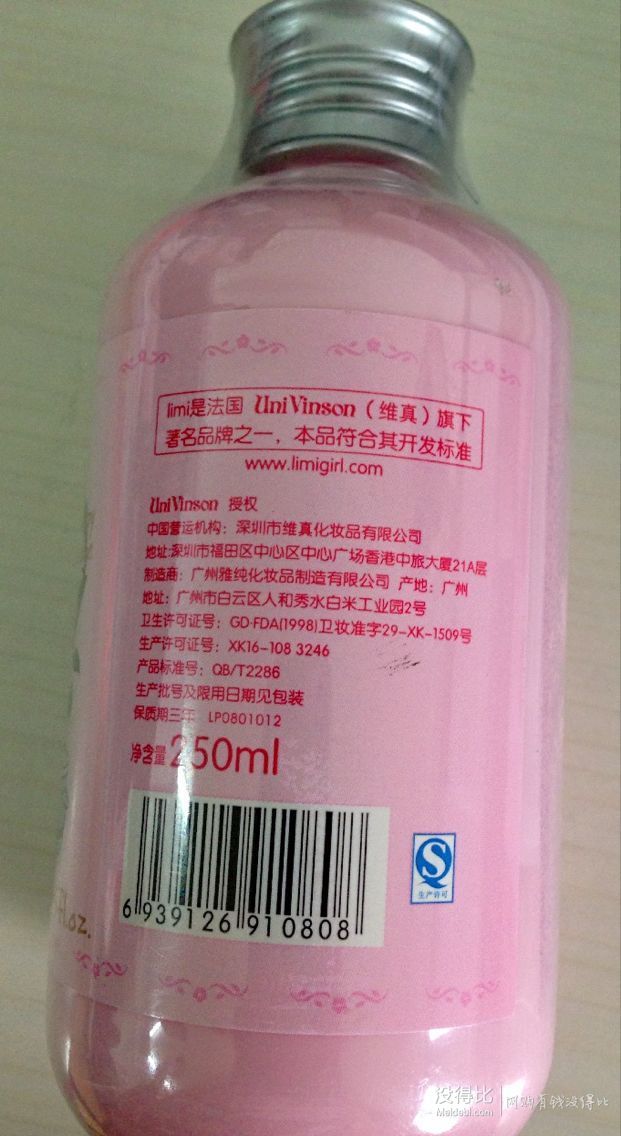 limi是法国 UniVinson（维真）旗下
著名品牌之一，本品符合其开发标准
www.limigirl.com
UniVinson 授权
中国营运机构：深圳市维真化妆品有限公司
地址:深圳市福田区中心区中心广场香港中旅大厦21A层
制造商：广州雅纯化妆品制造有限公司 产地：广州
地址：广州市白云区人和秀水白米工业园2号
卫生许可证号：GD·FDA(1998)卫妆准字29-XK-1509号
生产许可证号：XK16-108 3246
产品标准号：QB/T2286
生产批号及限用日期见包装
保质期三年 LP0801012
净含量250ml
6 939126 910808
生产许可
fl.oz.
没得比
Meidebi.com
网购有钱没得比